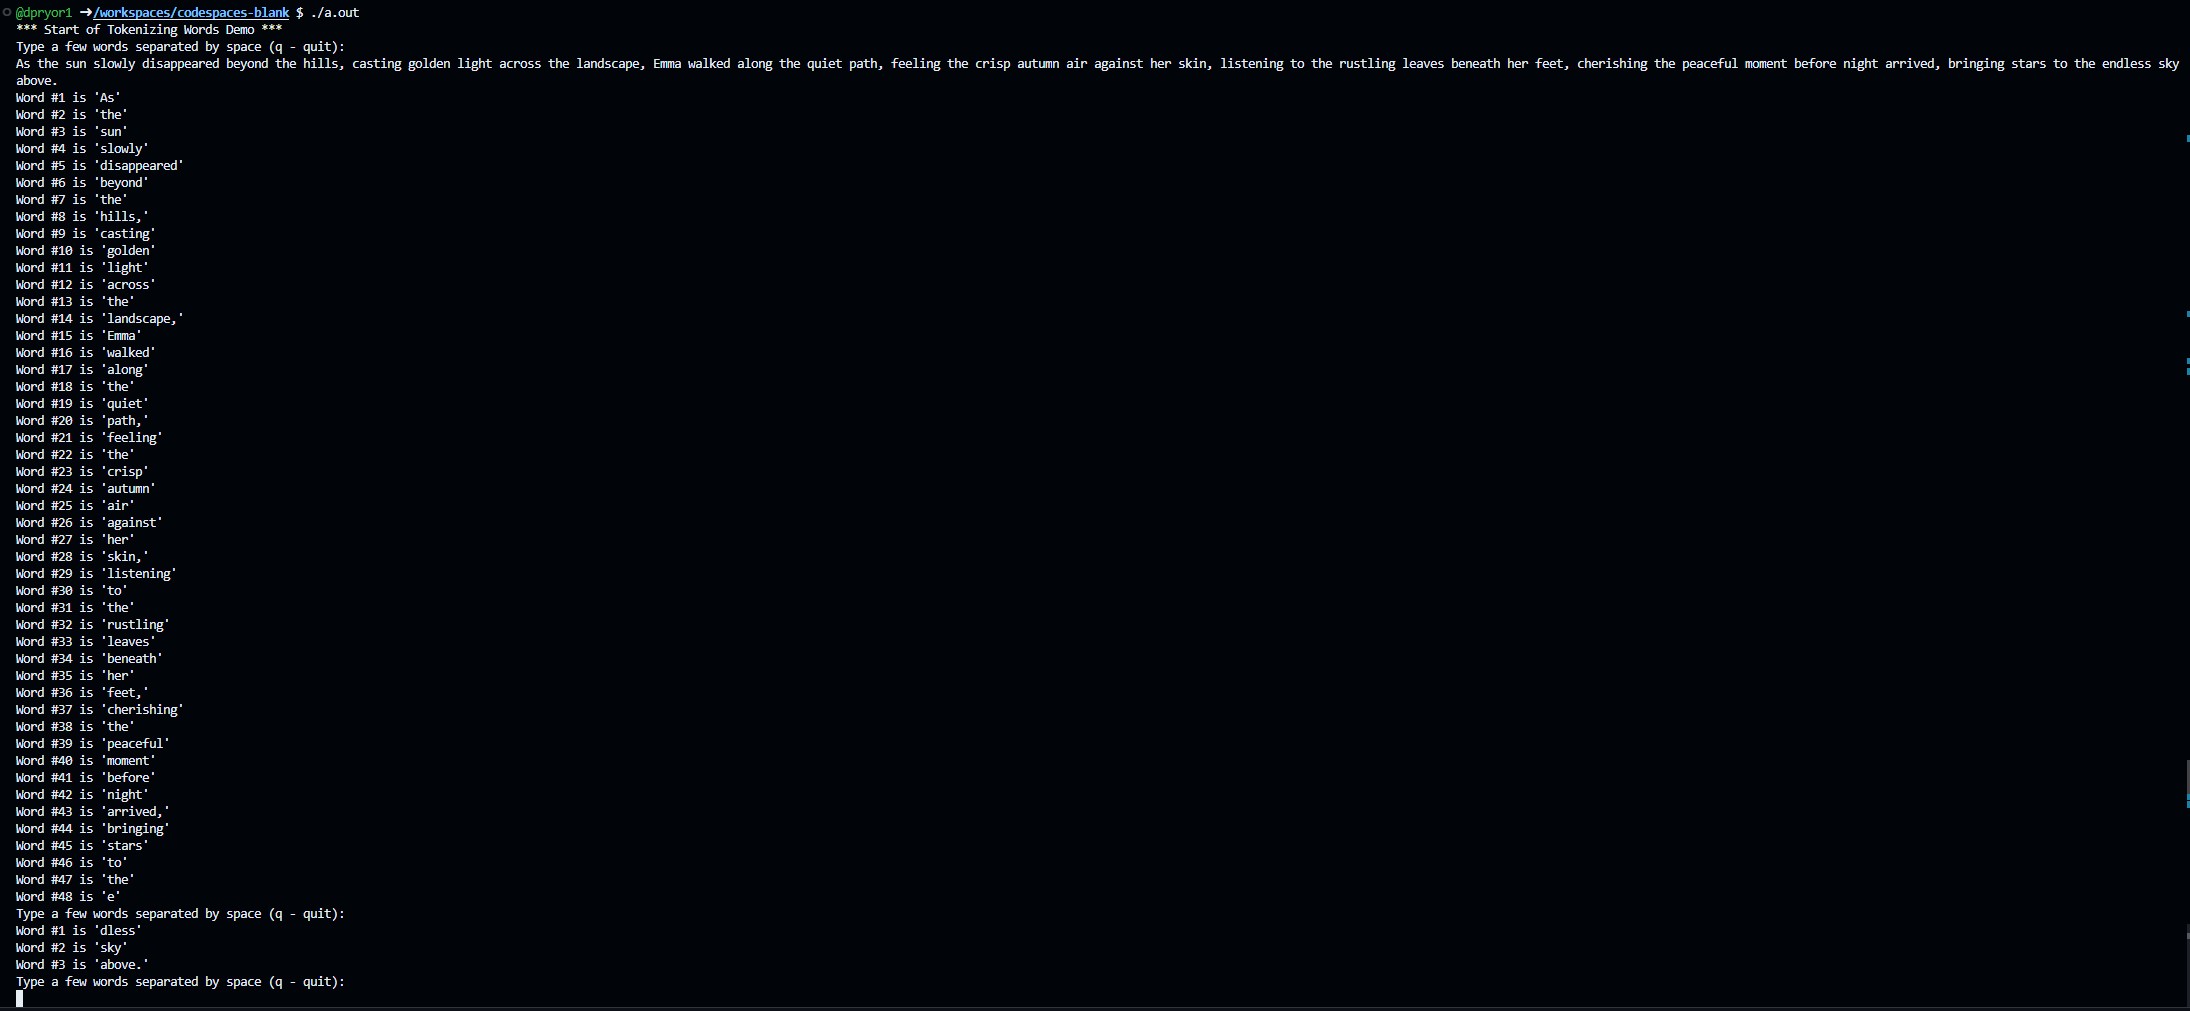 @dpryor1 ➜/workspaces/codespaces-blank $ ./a.out
*** Start of Tokenizing Words Demo ***
Type a few words separated by space (q - quit):
As the sun slowly disappeared beyond the hills, casting golden light across the landscape, Emma walked along the quiet path, feeling the crisp autumn air against her skin, listening to the rustling leaves beneath her feet, cherishing the peaceful moment before night arrived, bringing stars to the endless sky
above.
Word #1 is 'As'
Word #2 is 'the'
Word #3 is 'sun'
Word #4 is 'slowly'
Word #5 is 'disappeared'
Word #6 is 'beyond'
Word #7 is 'the'
Word #8 is 'hills,'
Word #9 is 'casting'
Word #10 is 'golden'
Word #11 is 'light'
Word #12 is 'across'
Word #13 is 'the'
Word #14 is 'landscape,'
Word #15 is 'Emma'
Word #16 is 'walked'
Word #17 is 'along'
Word #18 is 'the'
Word #19 is 'quiet'
Word #20 is 'path,'
Word #21 is 'feeling'
Word #22 is 'the'
Word #23 is 'crisp'
Word #24 is 'autumn'
Word #25 is 'air'
Word #26 is 'against'
Word #27 is 'her'
Word #28 is 'skin,'
Word #29 is 'listening'
Word #30 is 'to'
Word #31 is 'the'
Word #32 is 'rustling'
Word #33 is 'leaves'
Word #34 is 'beneath'
Word #35 is 'her'
Word #36 is 'feet,'
Word #37 is 'cherishing'
Word #38 is 'the'
Word #39 is 'peaceful'
Word #40 is 'moment'
Word #41 is 'before'
Word #42 is 'night'
Word #43 is 'arrived,'
Word #44 is 'bringing'
Word #45 is 'stars'
Word #46 is 'to'
Word #47 is 'the'
Word #48 is 'e'
Type a few words separated by space (q - quit):
Word #1 is 'dless'
Word #2 is 'sky'
Word #3 is 'above.'
Type a few words separated by space (q - quit):